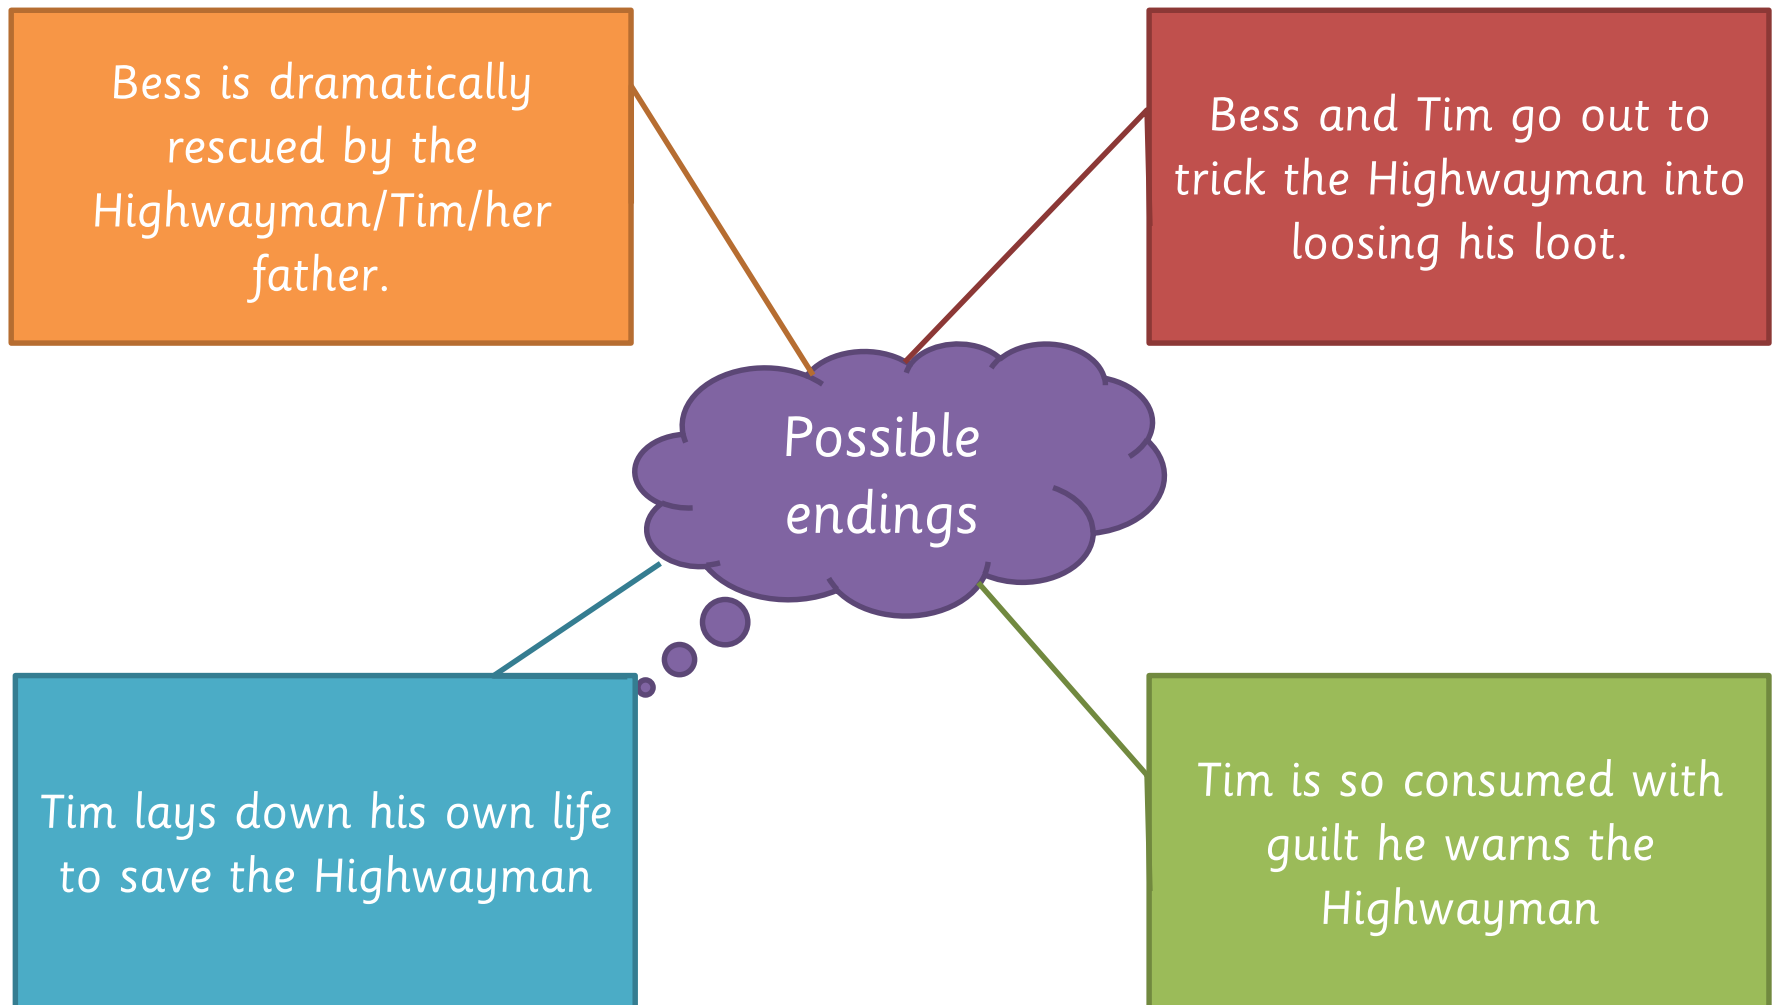 Bess is dramatically
rescued by the
Highwayman/Tim/her
father.
Bess and Tim go out to
trick the Highwayman into
loosing his loot.
Possible
endings
Tim lays down his own life
to save the Highwayman
Tim is so consumed with
guilt he warns the
Highwayman